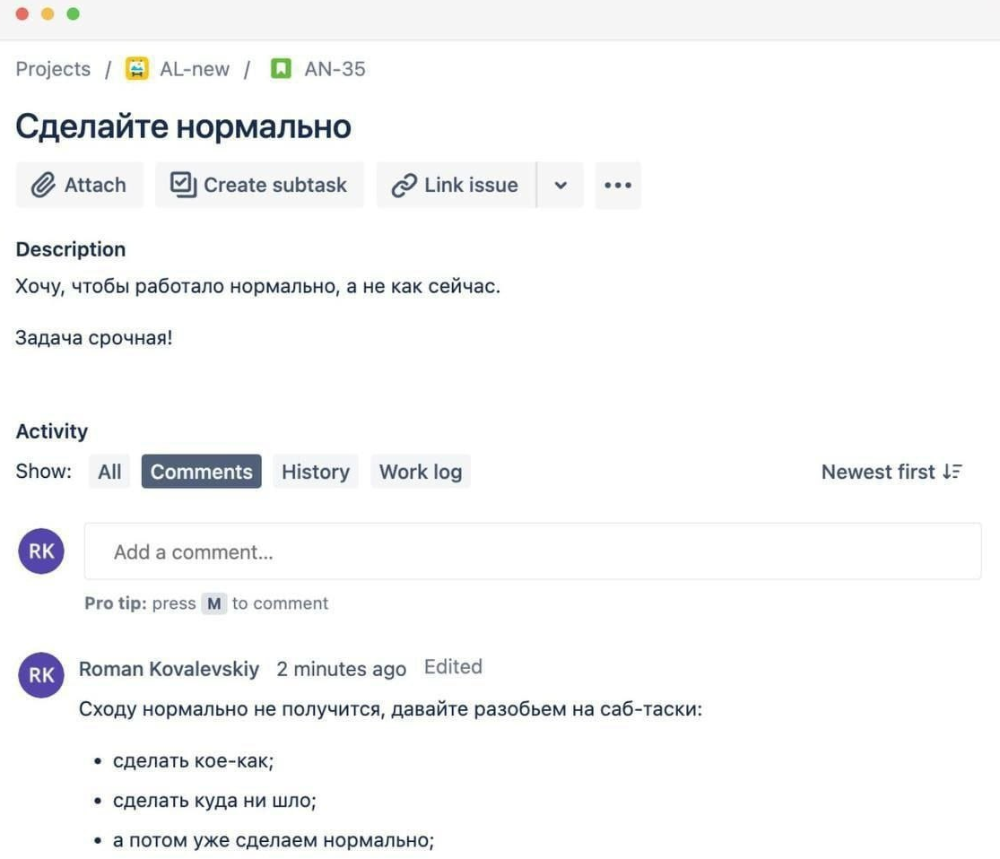 Projects / AL-new / AN-35
Сделайте нормально
Attach Create subtask Link issue
Description
Хочу, чтобы работало нормально, а не как сейчас.
Задача срочная!
Activity
Show: All Comments History Work log Newest first
RK Add a comment...
Pro tip: press M to comment
RK Roman Kovalevskiy 2 minutes ago Edited
Сходу нормально не получится, давайте разобьем на саб-таски:
• сделать кое-как;
• сделать куда ни шло;
• а потом уже сделаем нормально;